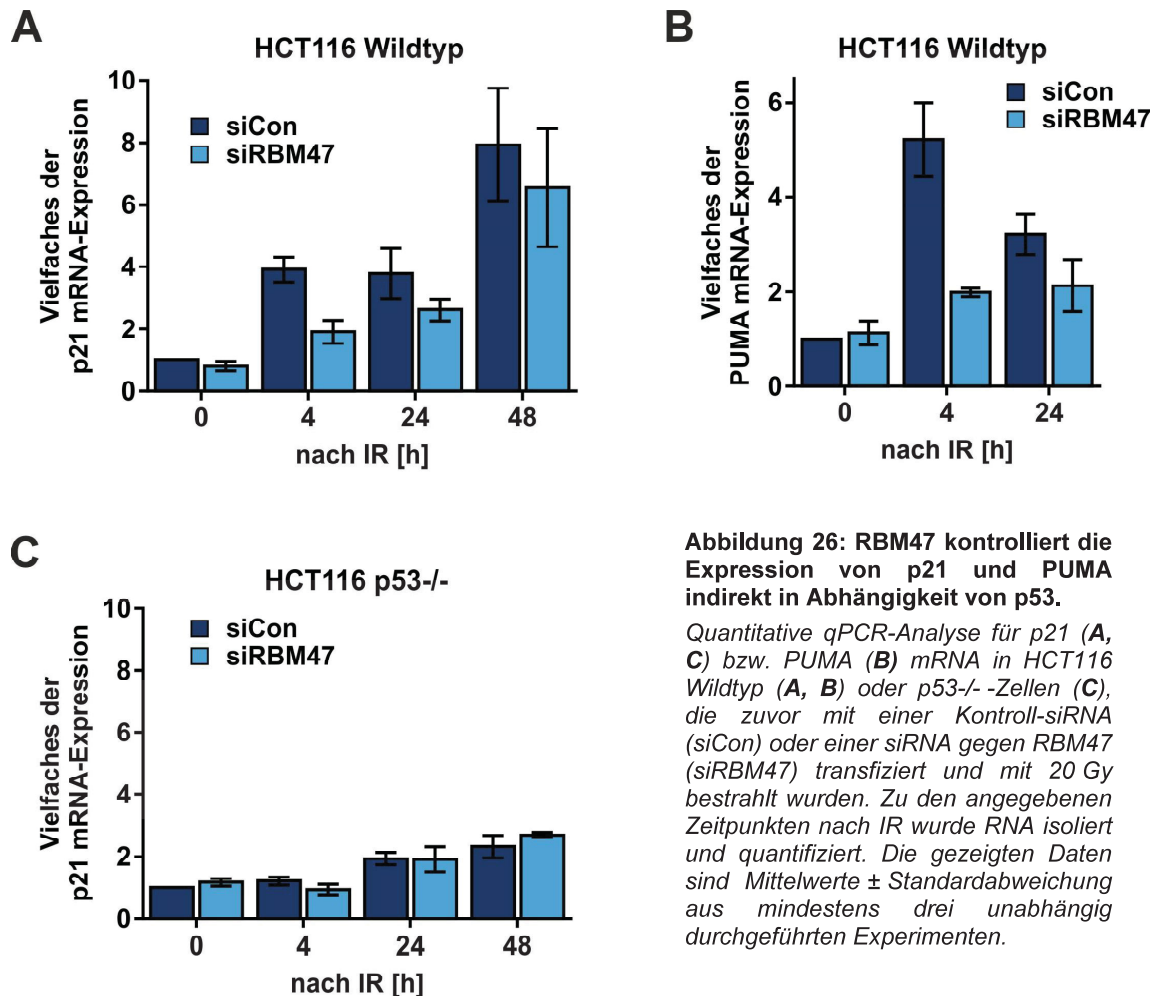 A
HCT116 Wildtyp
Vielfaches der
p21 mRNA-Expression
10
8
6
4
2
0
siCon
siRBM47
0 4 24 48
nach IR [h]
B
HCT116 Wildtyp
Vielfaches der
PUMA mRNA-Expression
6
4
2
0
siCon
siRBM47
0 4 24
nach IR [h]
C
HCT116 p53-/-
Vielfaches der
p21 mRNA-Expression
10
8
6
4
2
0
siCon
siRBM47
0 4 24 48
nach IR [h]
Abbildung 26: RBM47 kontrolliert die
Expression von p21 und PUMA
indirekt in Abhängigkeit von p53.
Quantitative qPCR-Analyse für p21 (A,
C) bzw. PUMA (B) mRNA in HCT116
Wildtyp (A, B) oder p53-/- -Zellen (C),
die zuvor mit einer Kontroll-siRNA
(siCon) oder einer siRNA gegen RBM47
(siRBM47) transfiziert und mit 20 Gy
bestrahlt wurden. Zu den angegebenen
Zeitpunkten nach IR wurde RNA isoliert
und quantifiziert. Die gezeigten Daten
sind Mittelwerte ± Standardabweichung
aus mindestens drei unabhängig
durchgeführten Experimenten.